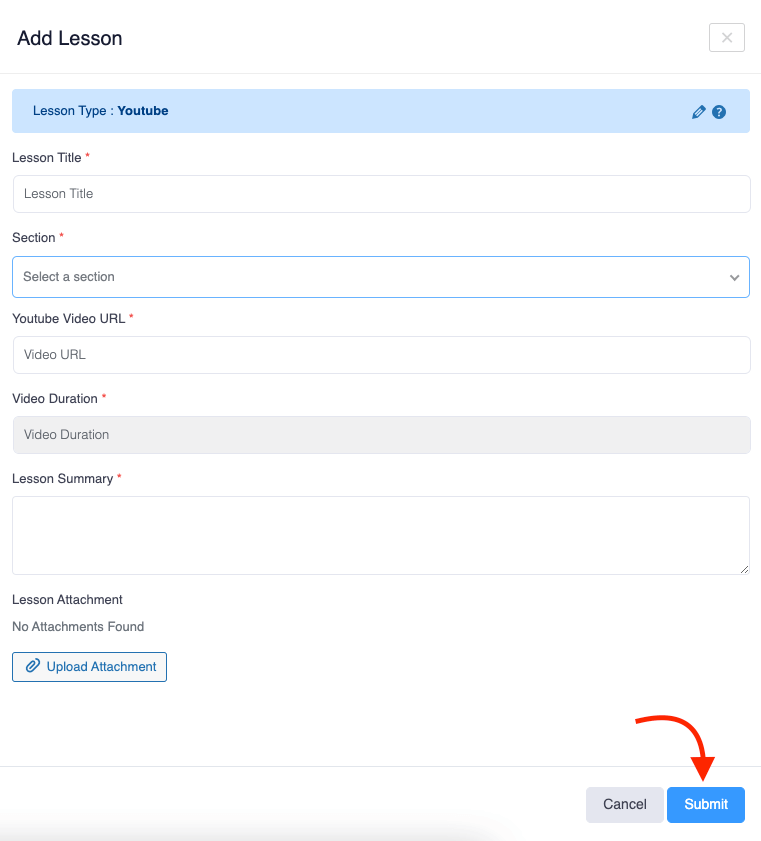 Add Lesson
Lesson Type : Youtube
Lesson Title *
Lesson Title
Section *
Select a section
Youtube Video URL *
Video URL
Video Duration *
Video Duration
Lesson Summary *
Lesson Attachment
No Attachments Found
Upload Attachment
Cancel Submit